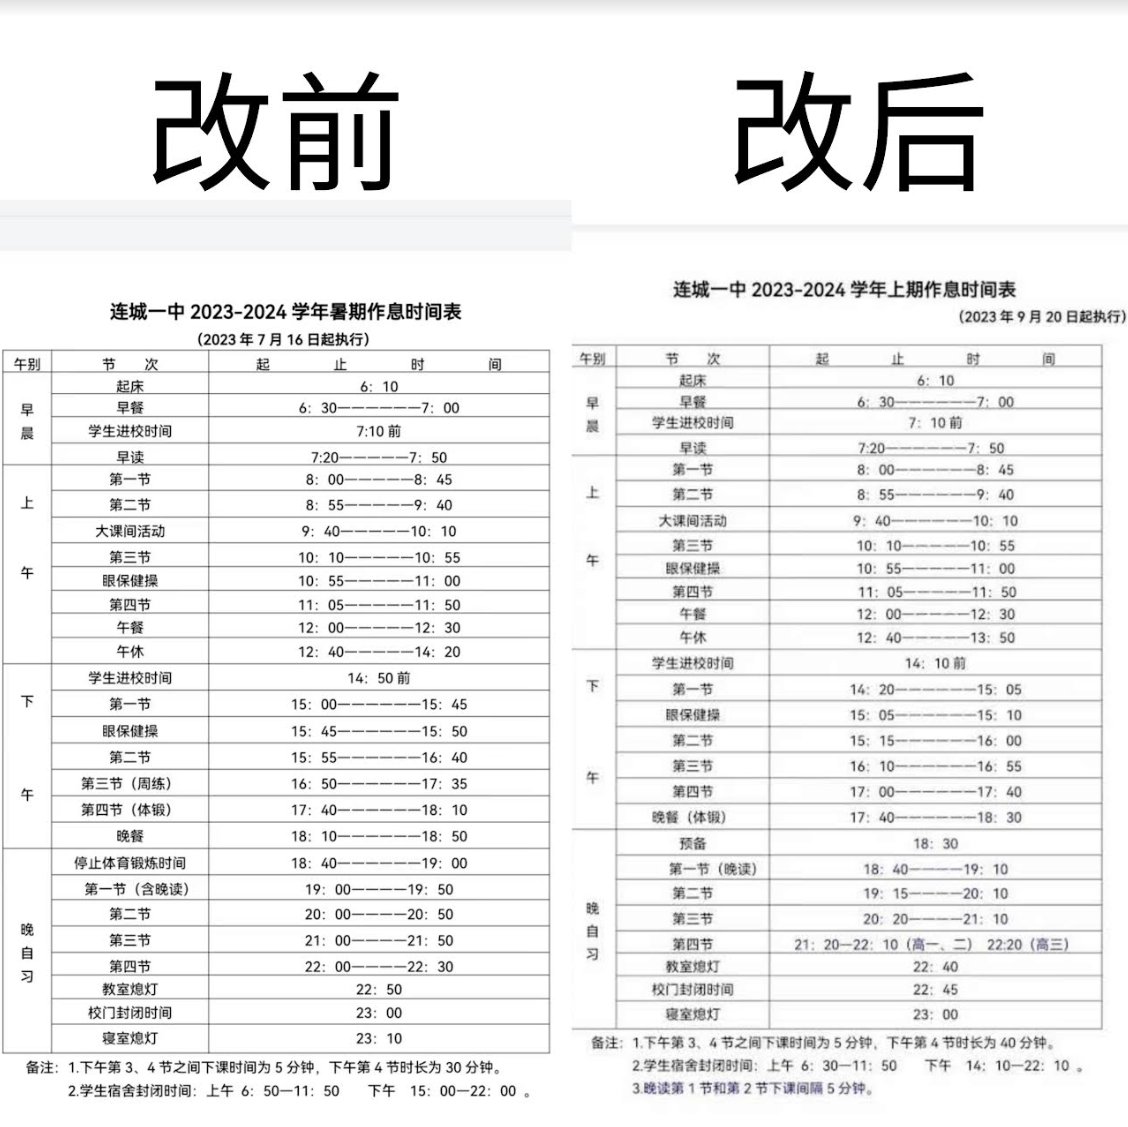 改前
连城一中 2023-2024 学年暑期作息时间表
(2023 年 7 月 16 日起执行)
午别 节 次 起 止 时 间
早晨
起床 6: 10
早餐 6: 30——————7: 00
学生进校时间 7:10 前
早读 7:20—————7: 50
上午
第一节 8: 00—————8: 45
第二节 8: 55—————9: 40
大课间活动 9: 40—————10: 10
第三节 10: 10—————10: 55
眼保健操 10: 55—————11: 00
第四节 11: 05—————11: 50
午餐 12: 00—————12: 30
午休 12: 40—————14: 20
下午
学生进校时间 14: 50 前
第一节 15: 00——————15: 45
眼保健操 15: 45——————15: 50
第二节 15: 55——————16: 40
第三节（周练） 16: 50——————17: 35
第四节（体锻） 17: 40——————18: 10
晚餐 18: 10——————18: 50
晚自习
停止体育锻炼时间 18: 40——————19: 00
第一节（含晚读） 19: 00————19: 50
第二节 20: 00————20: 50
第三节 21: 00————21: 50
第四节 22: 00————22: 30
教室熄灯 22: 50
校门封闭时间 23: 00
寝室熄灯 23: 10
备注：1.下午第 3、4 节之间下课时间为 5 分钟，下午第 4 节时长为 30 分钟。
2.学生宿舍封闭时间：上午 6: 50—11: 50 下午 15: 00—22: 00 。
改后
连城一中 2023-2024 学年上期作息时间表
(2023 年 9 月 20 日起执行)
午别 节 次 起 止 时 间
早晨
起床 6: 10
早餐 6: 30——————7: 00
学生进校时间 7: 10 前
早读 7:20——————7: 50
上午
第一节 8: 00——————8: 45
第二节 8: 55——————9: 40
大课间活动 9: 40——————10: 10
第三节 10: 10—————10: 55
眼保健操 10: 55—————11: 00
第四节 11: 05—————11: 50
午餐 12: 00—————12: 30
午休 12: 40—————13: 50
下午
学生进校时间 14: 10 前
第一节 14: 20——————15: 05
眼保健操 15: 05——————15: 10
第二节 15: 15——————16: 00
第三节 16: 10——————16: 55
第四节 17: 00——————17: 40
晚餐（体锻） 17: 40——————18: 30
晚自习
预备 18: 30
第一节（晚读） 18: 40————19: 10
第二节 19: 15————20: 10
第三节 20: 20————21: 10
第四节 21: 20—22: 10（高一、二） 22:20（高三）
教室熄灯 22: 40
校门封闭时间 22: 45
寝室熄灯 23: 00
备注：1.下午第 3、4 节之间下课时间为 5 分钟，下午第 4 节时长为 40 分钟。
2.学生宿舍封闭时间：上午 6: 30—11: 50 下午 14: 10—22: 10 。
3.晚读第 1 节和第 2 节下课间隔 5 分钟。